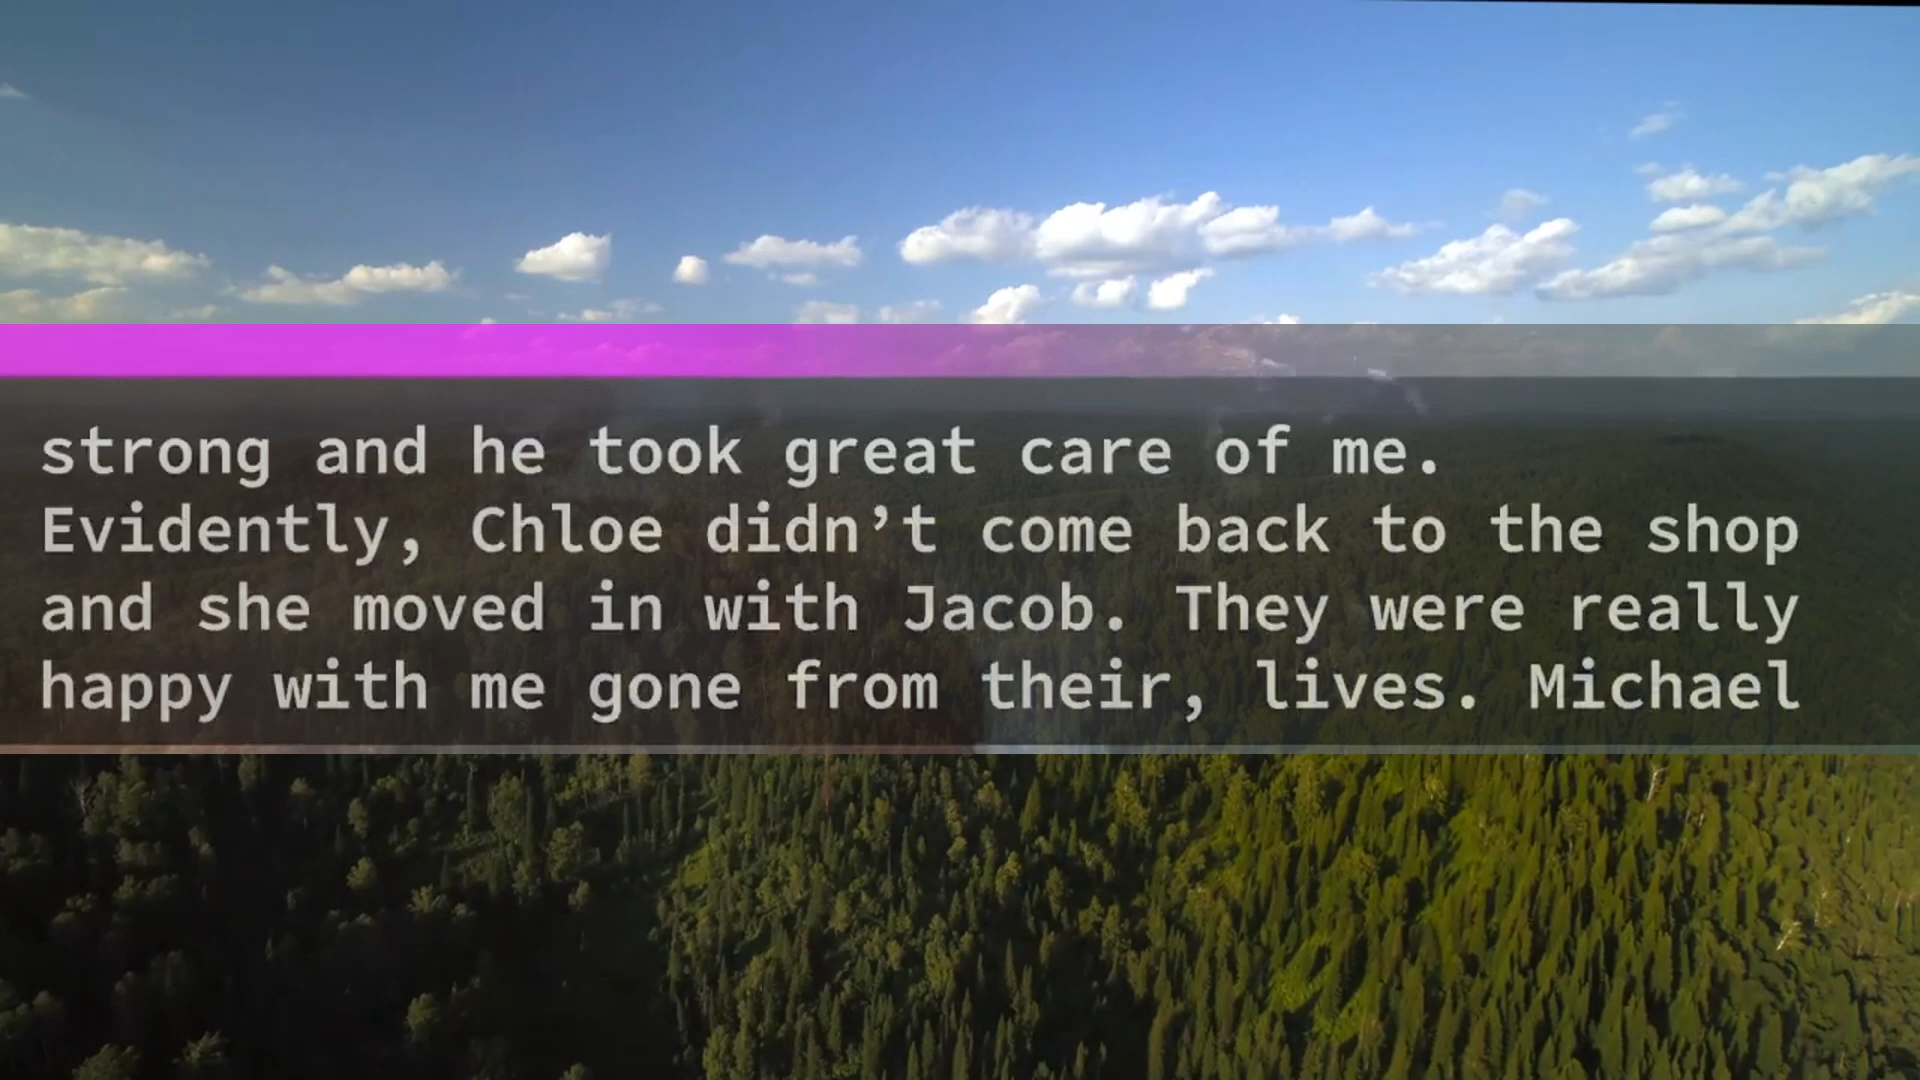 strong and he took great care of me.
Evidently, Chloe didn’t come back to the shop
and she moved in with Jacob. They were really
happy with me gone from their, lives. Michael